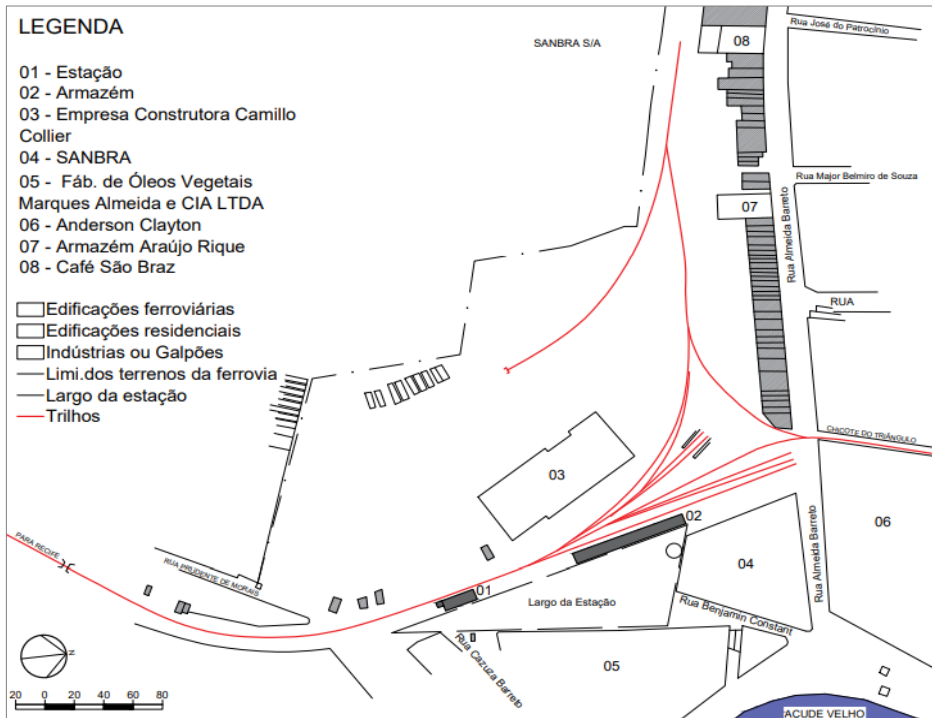 LEGENDA
01 - Estação
02 - Armazém
03 - Empresa Construtora Camillo
Collier
04 - SANBRA
05 - Fáb. de Óleos Vegetais
Marques Almeida e CIA LTDA
06 - Anderson Clayton
07 - Armazém Araújo Rique
08 - Café São Braz
Edificações ferroviárias
Edificações residenciais
Indústrias ou Galpões
Limi.dos terrenos da ferrovia
Largo da estação
Trilhos
SANBRA S/A
08
Rua José do Patrocínio
Rua Major Belmiro de Souza
07
Rua Almeida Barreto
RUA
CHICOTE DO TRIÂNGULO
03
02
06
04
Rua Almeida Barreto
PARA RECIFE
RUA PRUDENTE DE MORAIS
01
Largo da Estação
Rua Benjamin Constant
Rua Cazuza Barreto
05
N
20 0 20 40 60 80
AÇUDE VELHO